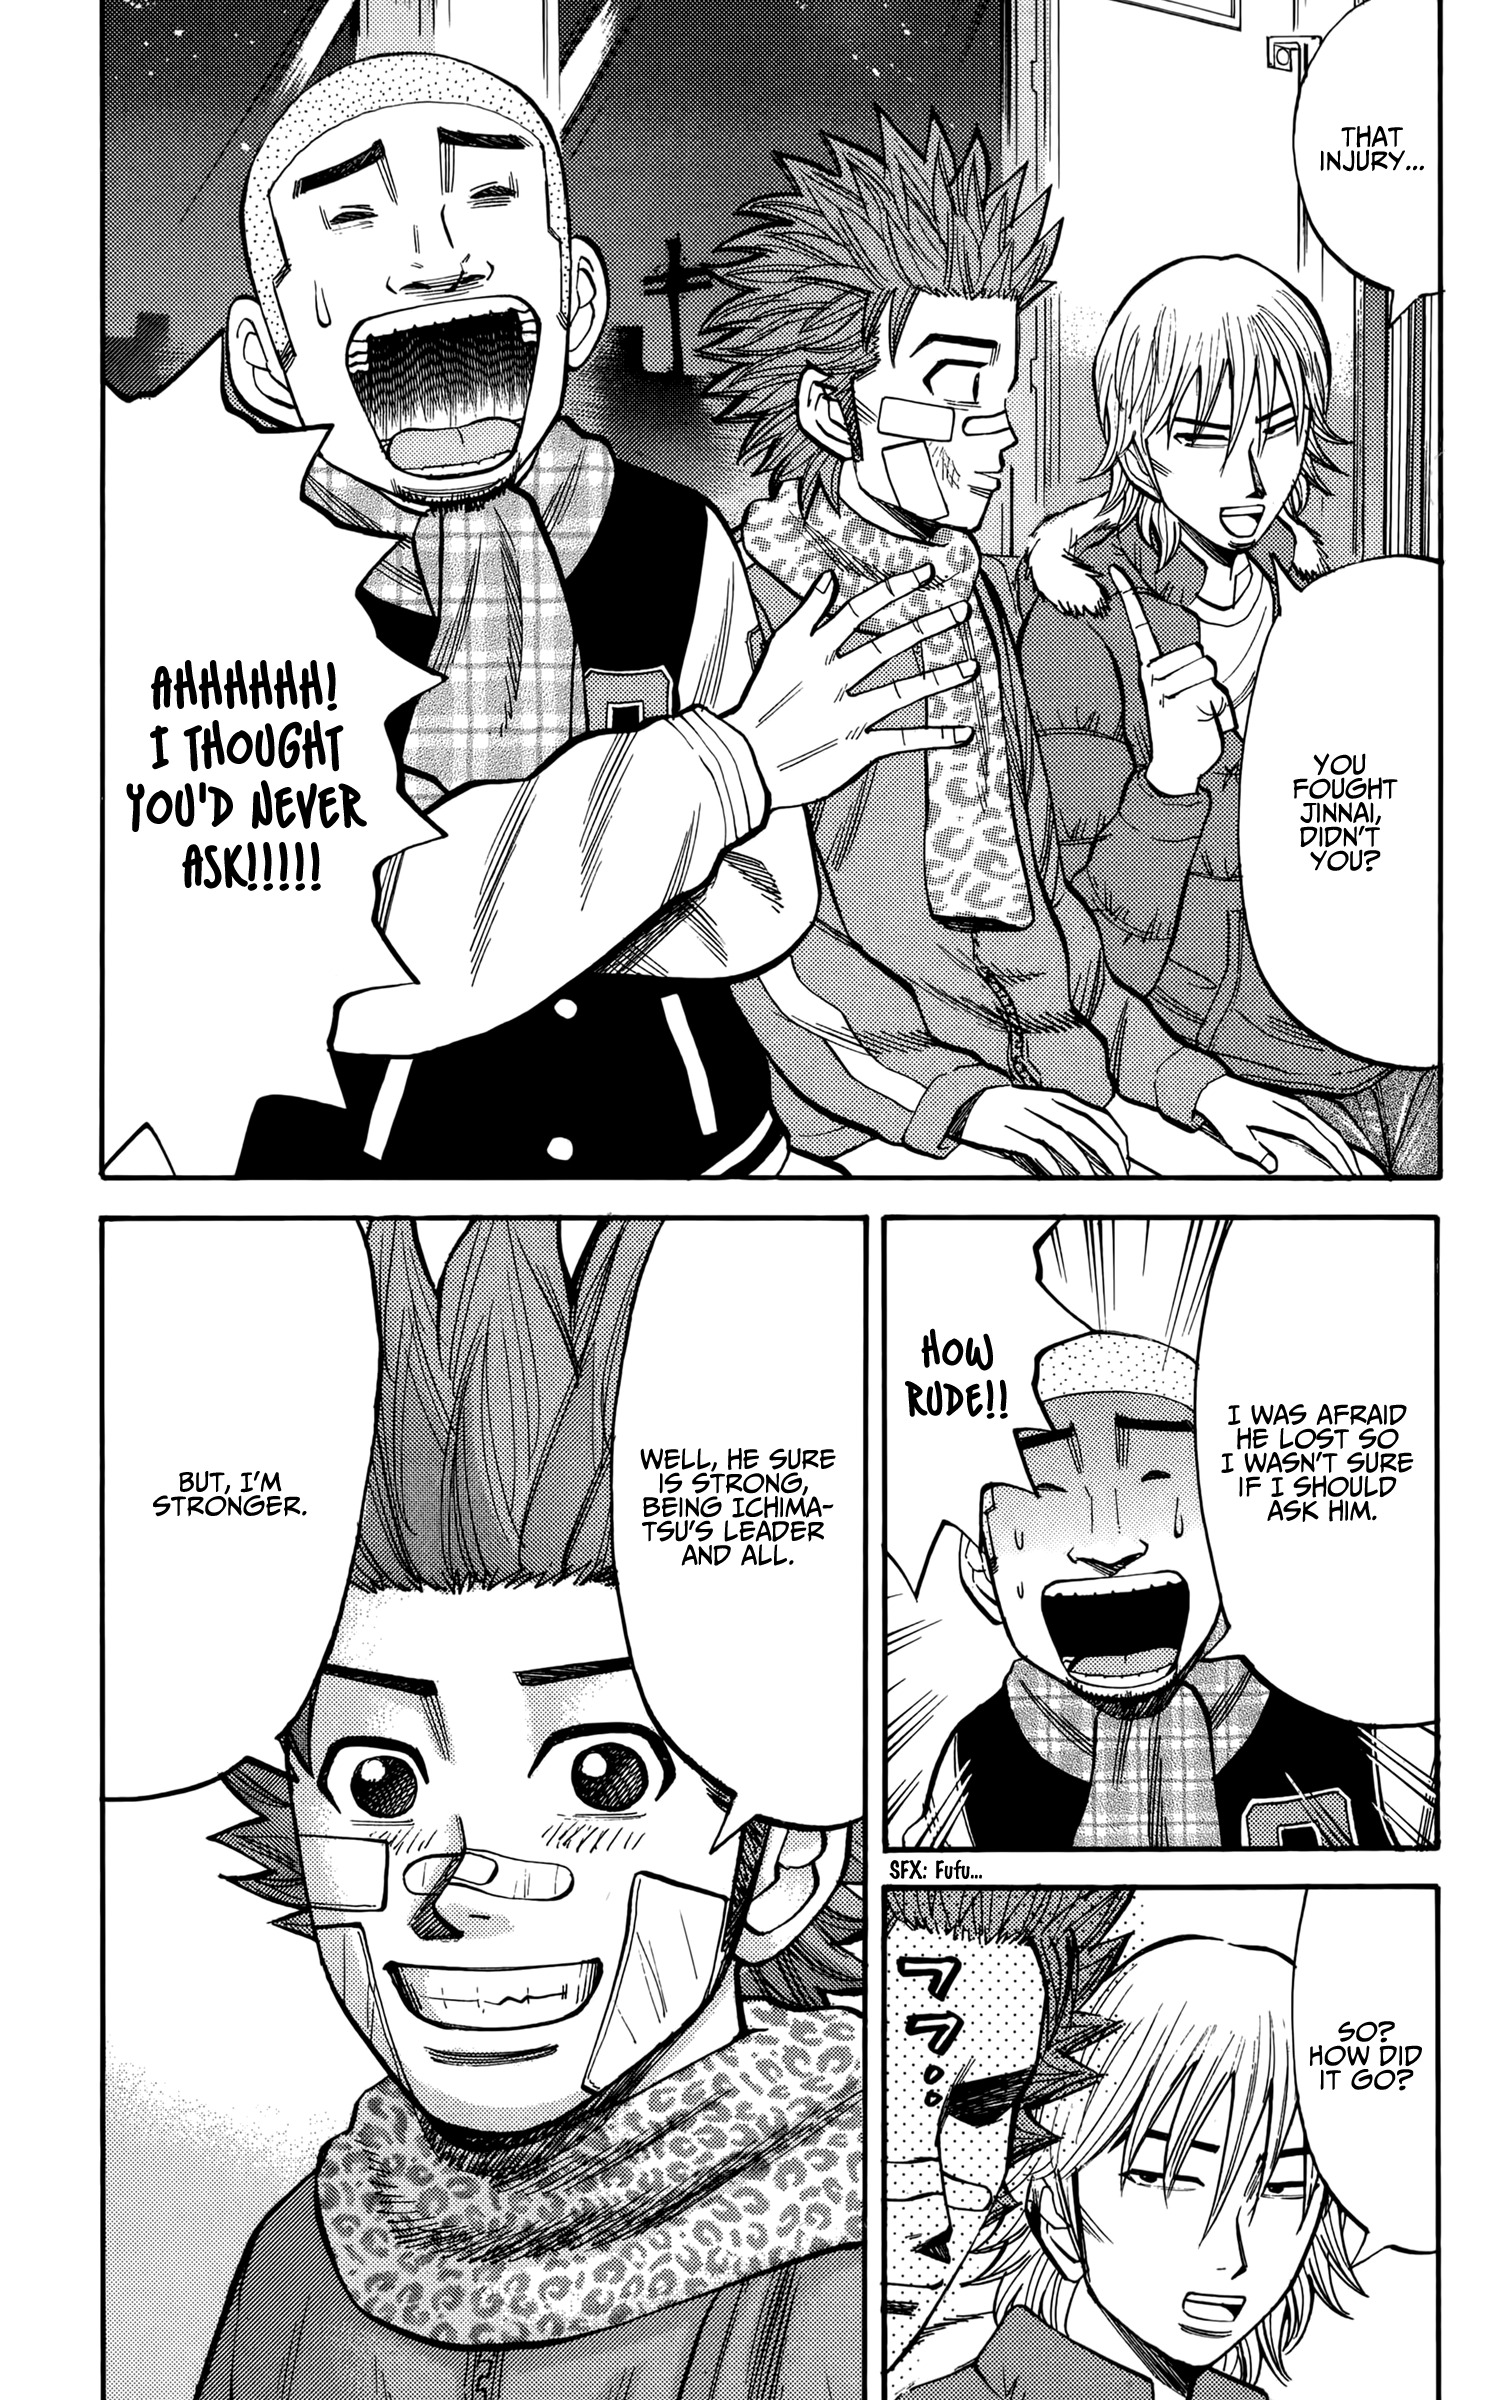 THAT
INJURY...
YOU
FOUGHT
JINNAI,
DIDN'T
YOU?
AHHHHHH!
I THOUGHT
YOU'D NEVER
ASK!!!!!
I WAS AFRAID
HE LOST SO
I WASN'T SURE
IF I SHOULD
ASK HIM.
HOW
RUDE!!
SFX: Fufu...
フフ。。
SO?
HOW DID
IT GO?
WELL, HE SURE
IS STRONG,
BEING ICHIMA-
TSU'S LEADER
AND ALL.
BUT, I'M
STRONGER.